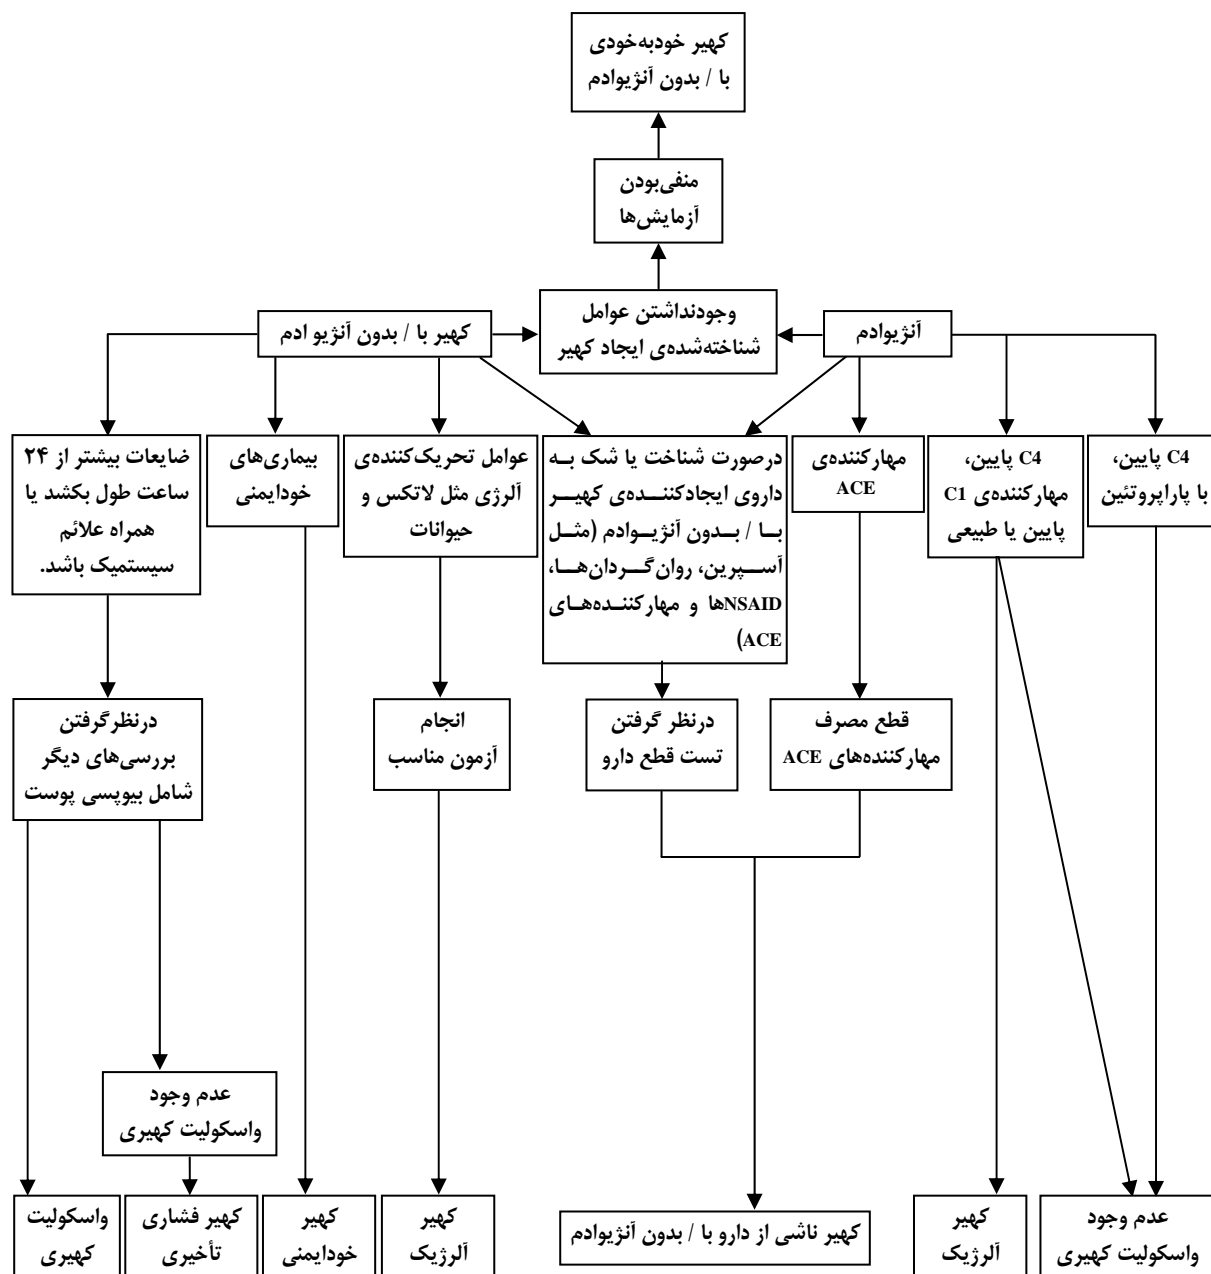 کهیر خودبه‌خودی
با / بدون آنژیوادم
منفی‌بودن
آزمایش‌ها
وجودنداشتن عوامل
شناخته‌شده‌ی ایجاد کهیر
آنژیوادم
کهیر با / بدون آنژیو ادم
C4 پایین،
با پاراپروتئین
C4 پایین،
مهارکننده‌ی C1
پایین یا طبیعی
مهارکننده‌ی
ACE
درصورت شناخت یا شک به
داروی ایجادکننده‌ی کهیر
با / بدون آنژیوادم (مثل
آسپرین، روان‌گردان‌ها،
NSAIDها و مهارکننده‌های
ACE)
عوامل تحریک‌کننده‌ی
آلرژی مثل لاتکس و
حیوانات
بیماری‌های
خودایمنی
ضایعات بیشتر از ۲۴
ساعت طول بکشد یا
همراه علائم
سیستمیک باشد.
قطع مصرف
مهارکننده‌های ACE
درنظر گرفتن
تست قطع دارو
انجام
آزمون مناسب
درنظرگرفتن
بررسی‌های دیگر
شامل بیوپسی پوست
عدم وجود
واسکولیت کهیری
عدم وجود
واسکولیت کهیری
کهیر
آلرژیک
کهیر ناشی از دارو با / بدون آنژیوادم
کهیر
آلرژیک
کهیر
خودایمنی
کهیر فشاری
تأخیری
واسکولیت
کهیری